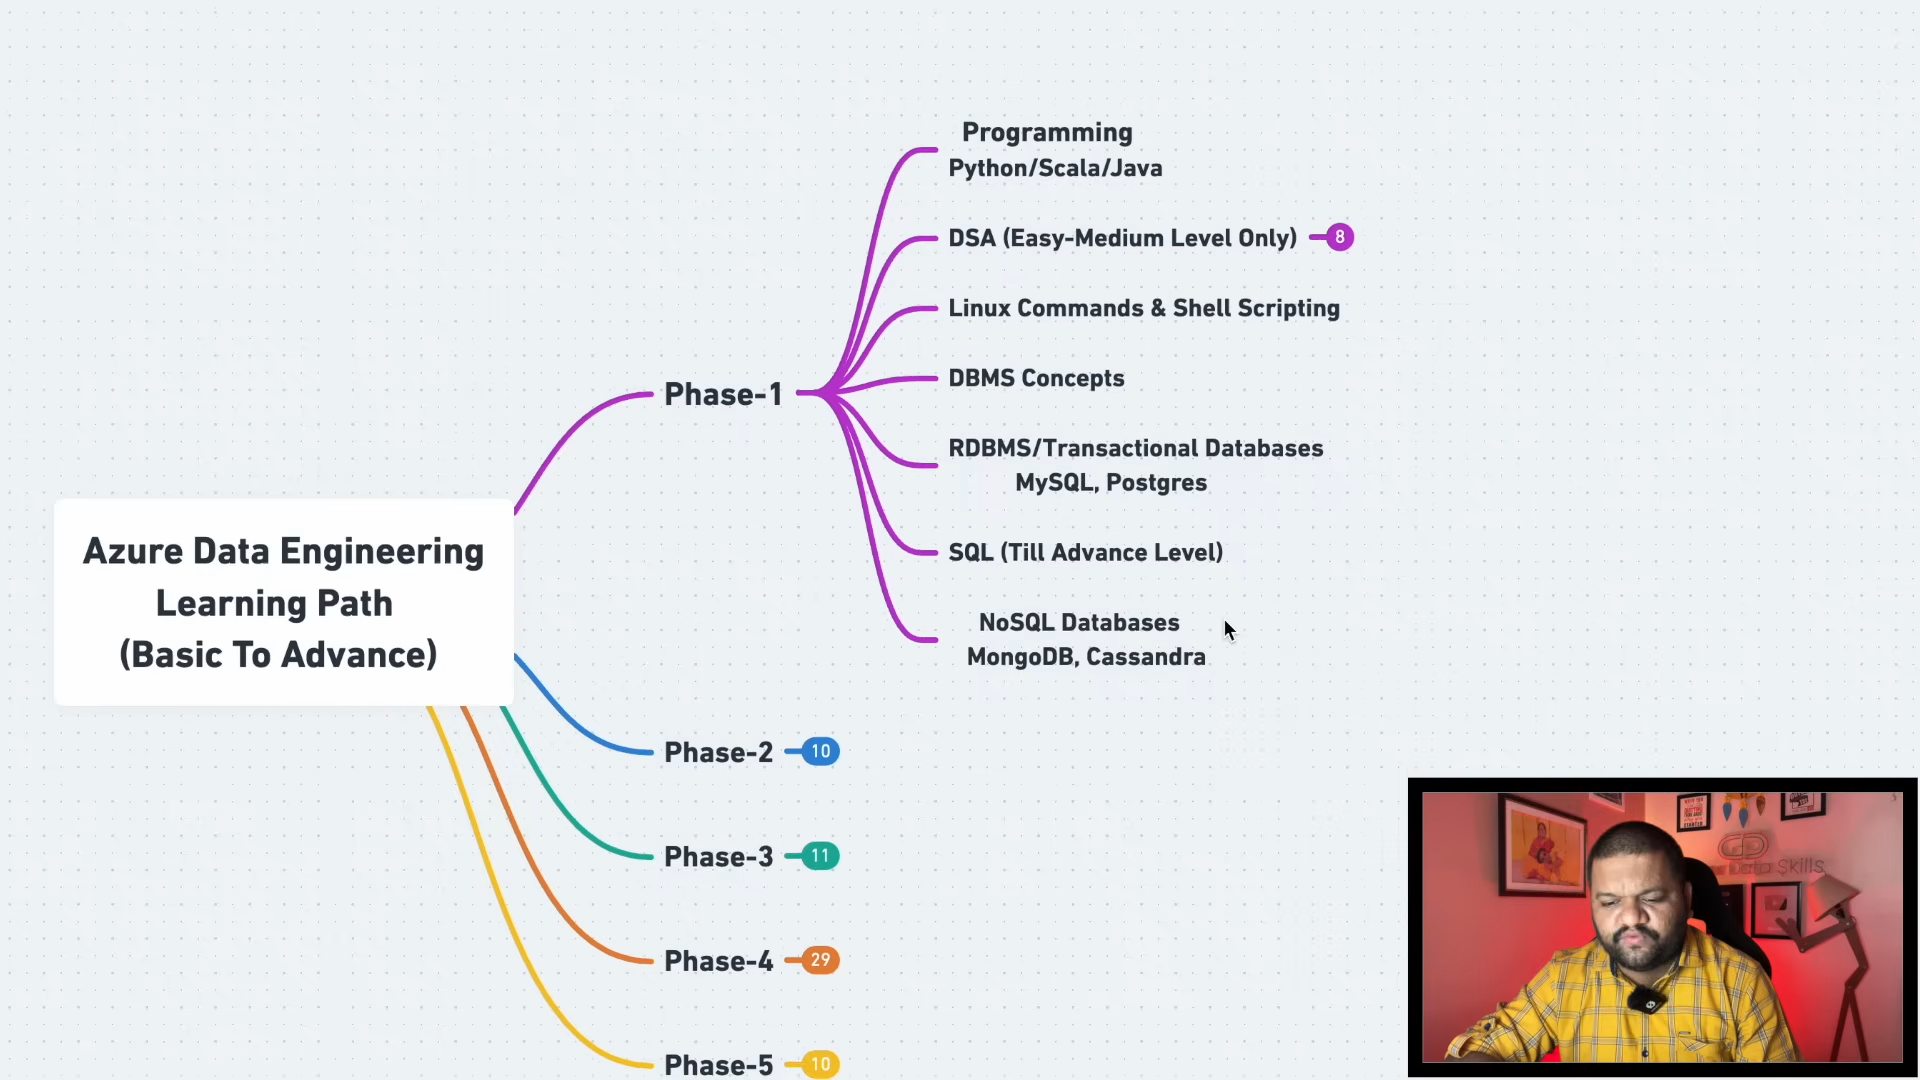 Programming
Python/Scala/Java
DSA (Easy-Medium Level Only)
8
Linux Commands & Shell Scripting
DBMS Concepts
Phase-1
RDBMS/Transactional Databases
MySQL, Postgres
SQL (Till Advance Level)
NoSQL Databases
MongoDB, Cassandra
Azure Data Engineering
Learning Path
(Basic To Advance)
Phase-2
10
Phase-3
11
Phase-4
29
Phase-5
10
Data Skills